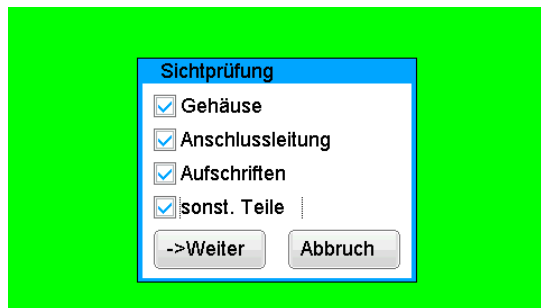 Sichtprüfung
Gehäuse
Anschlussleitung
Aufschriften
sonst. Teile
->Weiter Abbruch